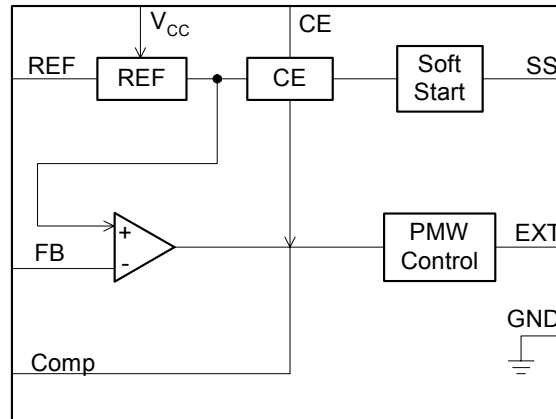 VCC
CE
REF
REF
CE
Soft
Start
SS
+
FB
-
PMW
Control
EXT
GND
Comp